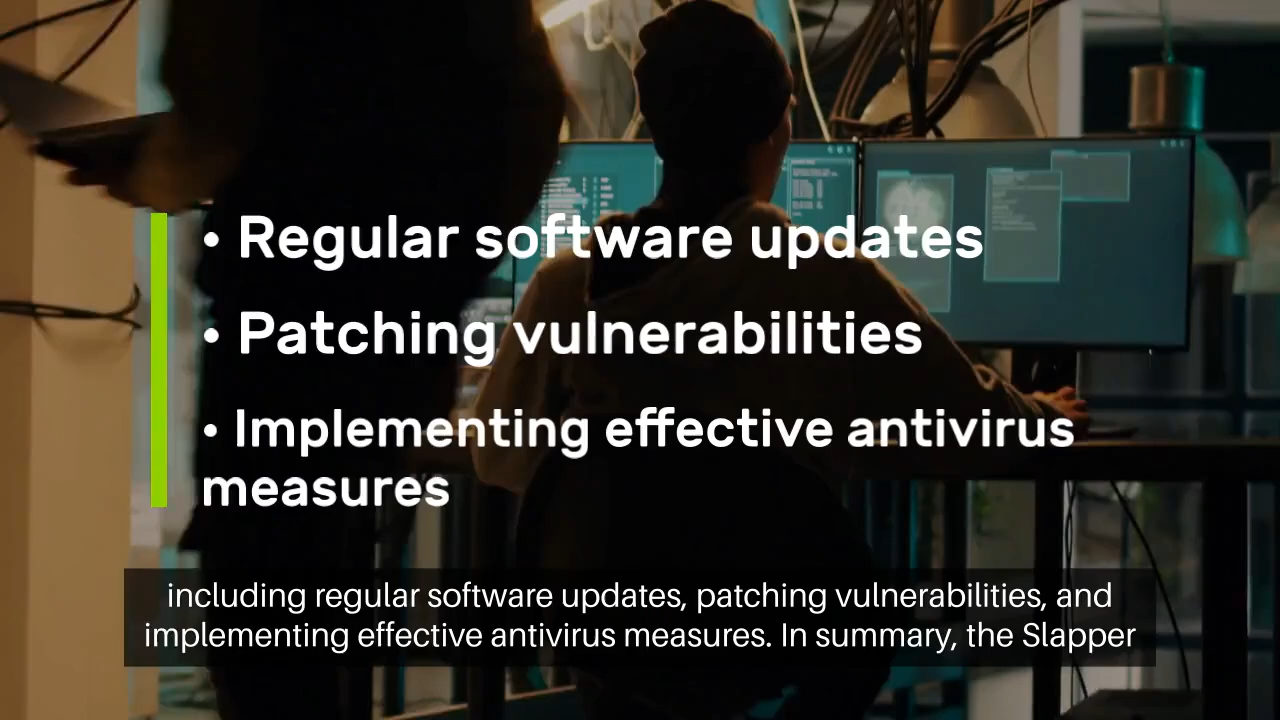 • Regular software updates
• Patching vulnerabilities
• Implementing effective antivirus
measures
including regular software updates, patching vulnerabilities, and
implementing effective antivirus measures. In summary, the Slapper